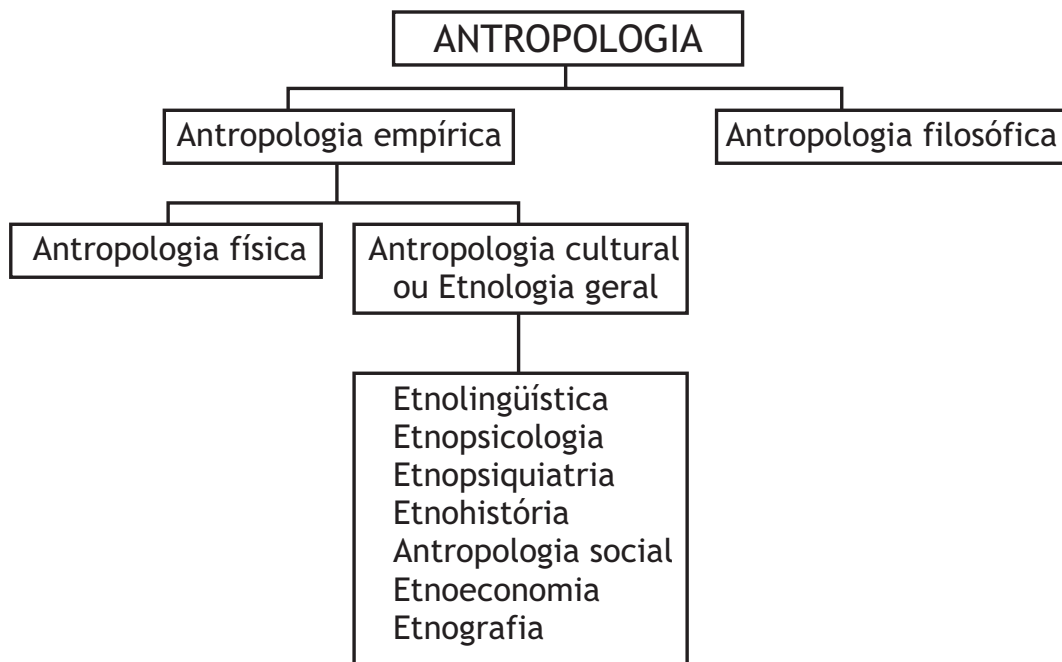 ANTROPOLOGIA
Antropologia empírica
Antropologia filosófica
Antropologia física
Antropologia cultural
ou Etnologia geral
Etnolingüística
Etnopsicologia
Etnopsiquiatria
Etnohistória
Antropologia social
Etnoeconomia
Etnografia